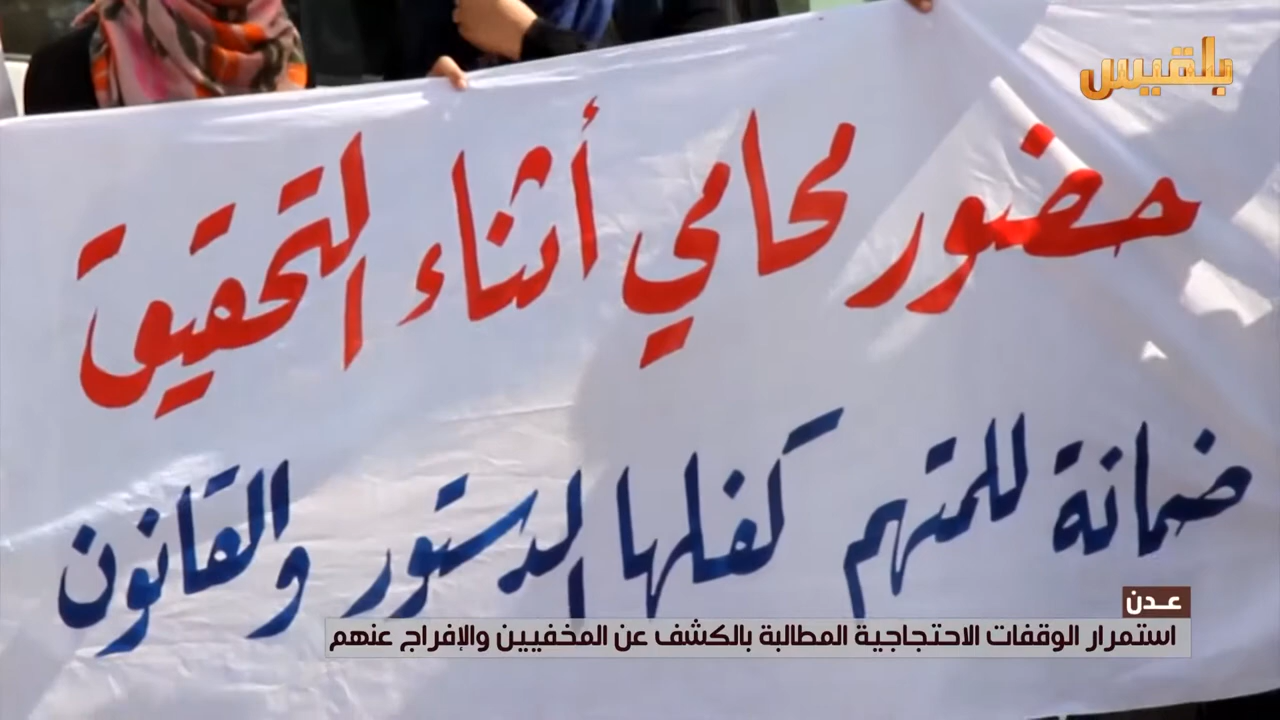 بلقيس
حضور محامي أثناء التحقيق
ضمانة للمتهم كفلها الدستور والقانون
عدن
استمرار الوقفات الاحتجاجية المطالبة بالكشف عن المخفيين والإفراج عنهم